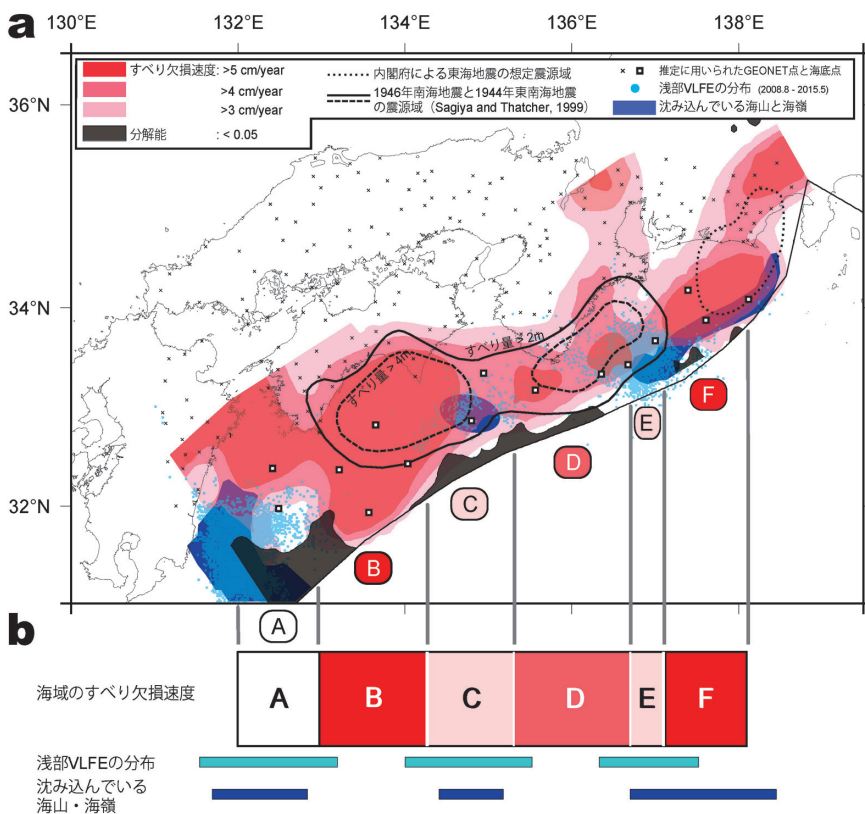 a
130°E 132°E 134°E 136°E 138°E
すべり欠損速度: >5 cm/year
>4 cm/year
>3 cm/year
分解能 : < 0.05
内閣府による東海地震の想定震源域
1946年南海地震と1944年東南海地震
の震源域 (Sagiya and Thatcher, 1999)
推定に用いられたGEONET点と海底点
浅部VLFEの分布 (2008.8 - 2015.5)
沈み込んでいる海山と海嶺
36°N
34°N
32°N
すべり量 > 2m
すべり量 > 4m
F
E
D
C
B
A
b
海域のすべり欠損速度
A B C D E F
浅部VLFEの分布
沈み込んでいる
海山・海嶺